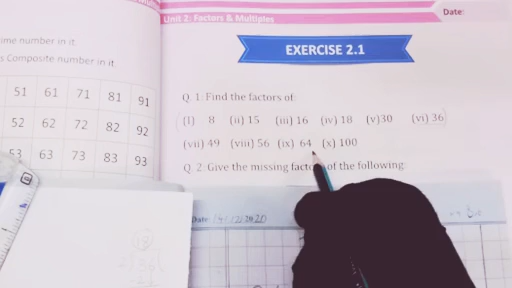 Unit 2: Factors & Multiples
Date:
EXERCISE 2.1
ime number in it.
s Composite number in it.
51 61 71 81 91
52 62 72 82 92
53 63 73 83 93
Q. 1: Find the factors of:
(i) 8 (ii) 15 (iii) 16 (iv) 18 (v)30 (vi) 36
(vii) 49 (viii) 56 (ix) 64 (x) 100
Q. 2: Give the missing factors of the following
Date: